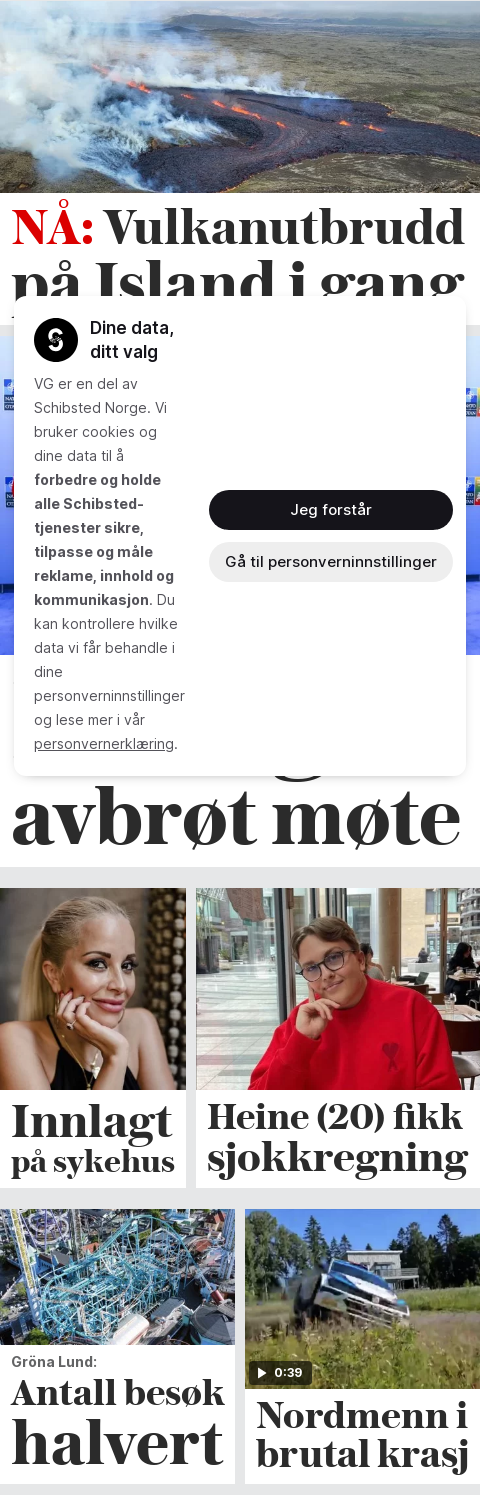 NÅ: Vulkanutbrudd
på Island i gang
Dine data,
ditt valg
VG er en del av
Schibsted Norge. Vi
bruker cookies og
dine data til å
forbedre og holde
alle Schibsted-
tjenester sikre,
tilpasse og måle
reklame, innhold og
kommunikasjon. Du
kan kontrollere hvilke
data vi får behandle i
dine
personverninnstillinger
og lese mer i vår
personvernerklæring.
Jeg forstår
Gå til personverninnstillinger
avbrøt møte
Innlagt
på sykehus
Heine (20) fikk
sjokkregning
Gröna Lund:
Antall besøk
halvert
0:39
Nordmenn i
brutal krasj